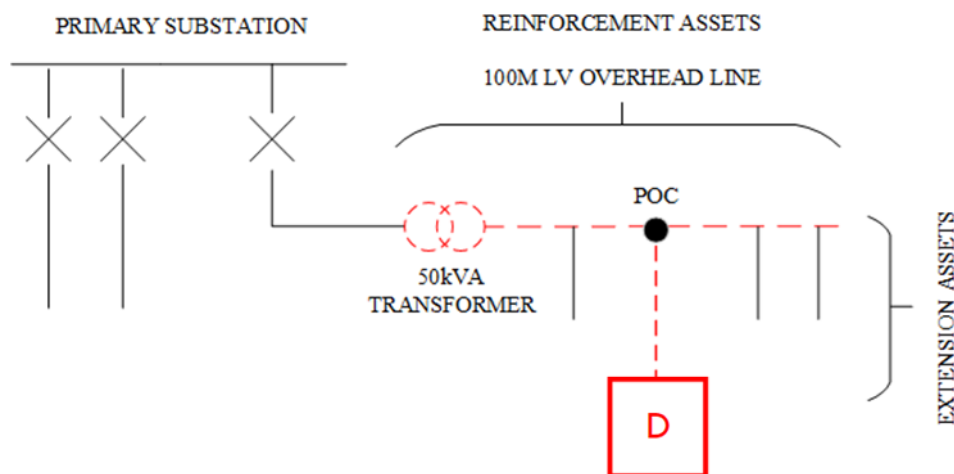 PRIMARY SUBSTATION
REINFORCEMENT ASSETS
100M LV OVERHEAD LINE
POC
50kVA
TRANSFORMER
EXTENSION ASSETS
D